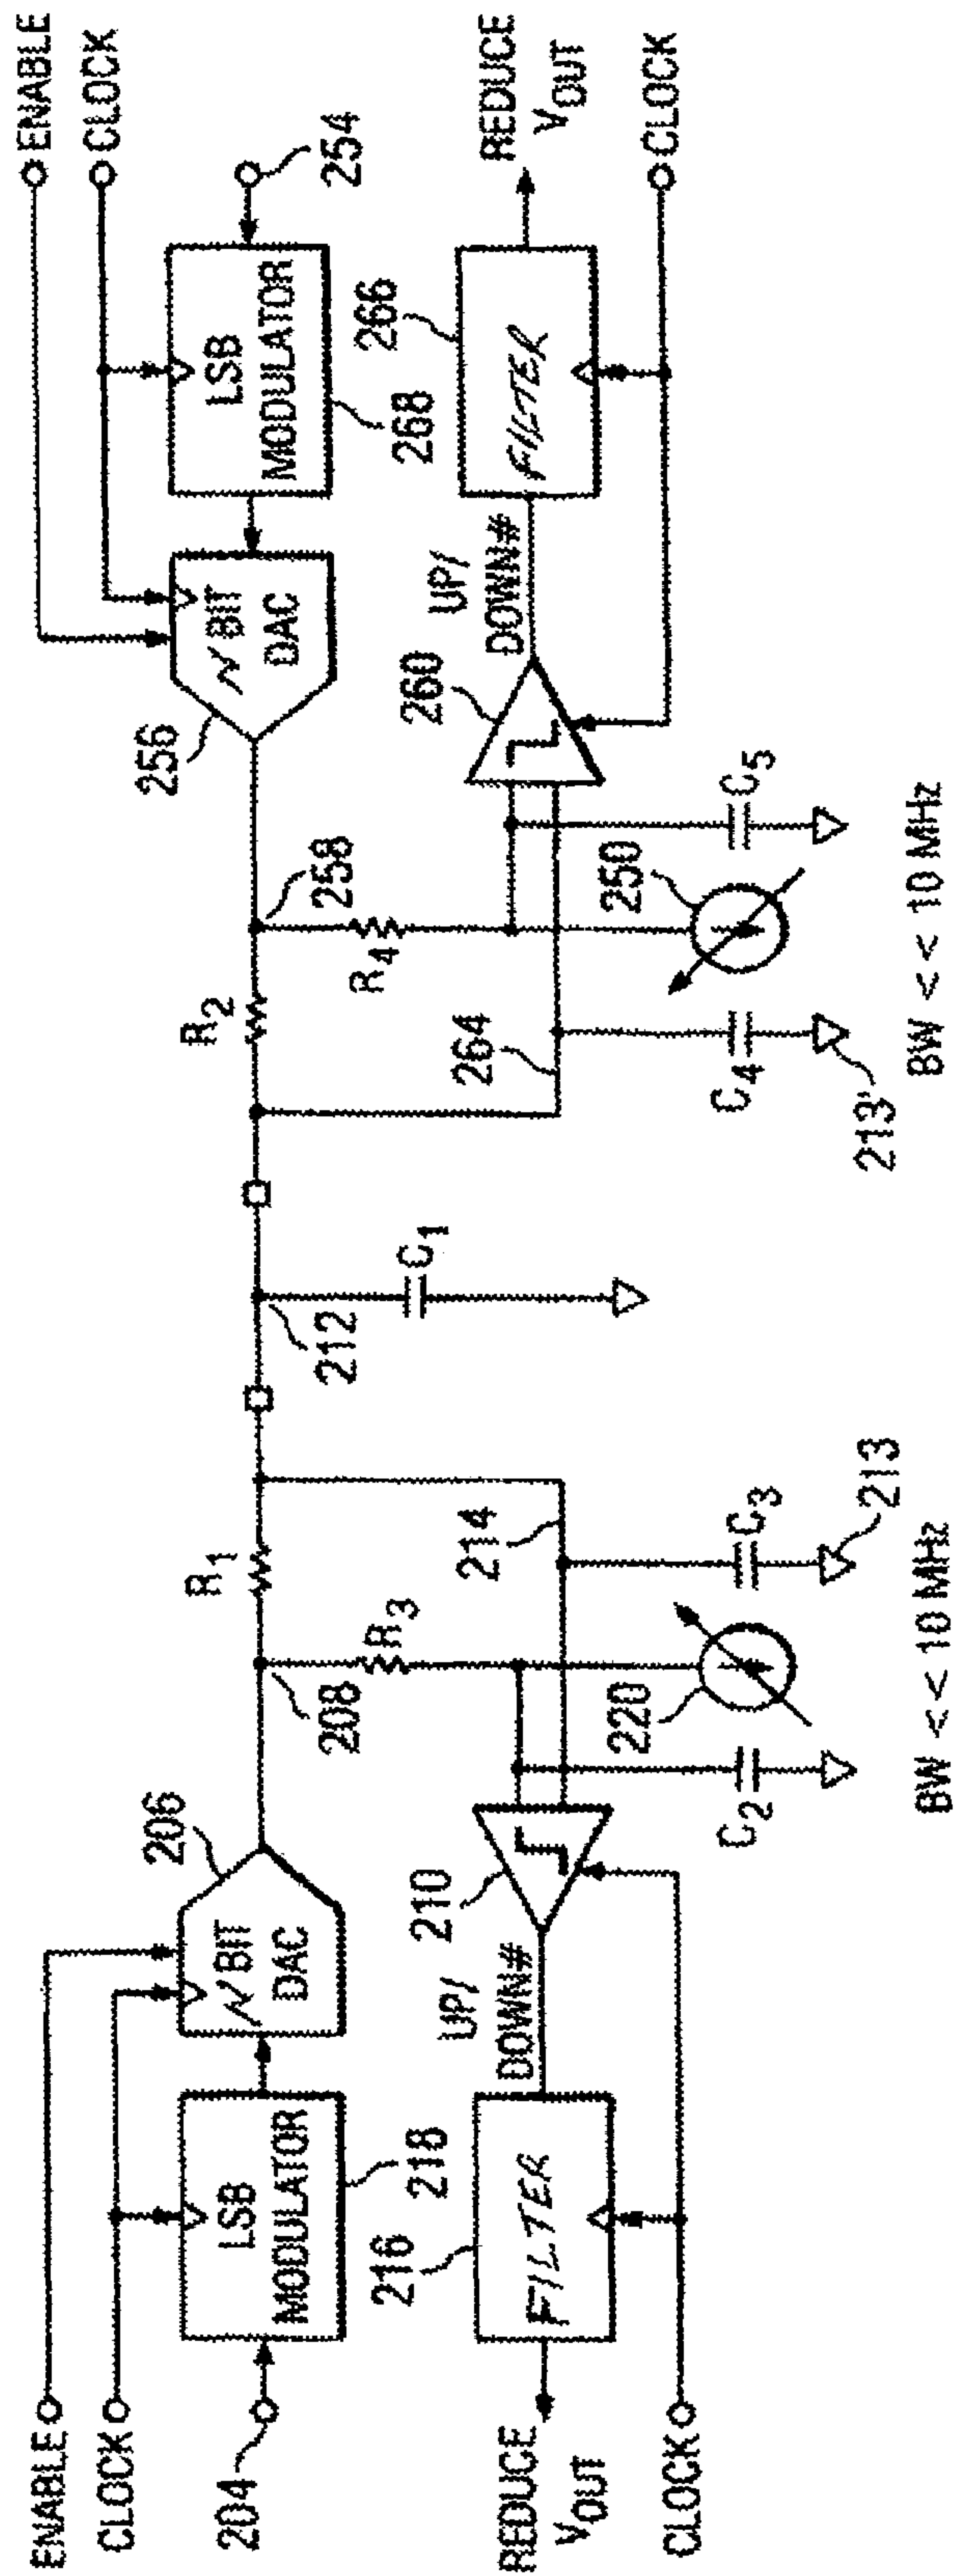 ENABLE
CLOCK
204
LSB
MODULATOR
218
N BIT
DAC
206
208
R1
R3
212
C1
R2
R4
258
256
N BIT
DAC
LSB
MODULATOR
268
254
ENABLE
CLOCK
REDUCE
VOUT
216
FILTER
UP/
DOWN#
210
214
220
C2
C3
213
CLOCK
BW << 10 MHz
264
C4
213'
250
C5
260
UP/
DOWN#
266
FILTER
REDUCE
VOUT
CLOCK
BW << 10 MHz